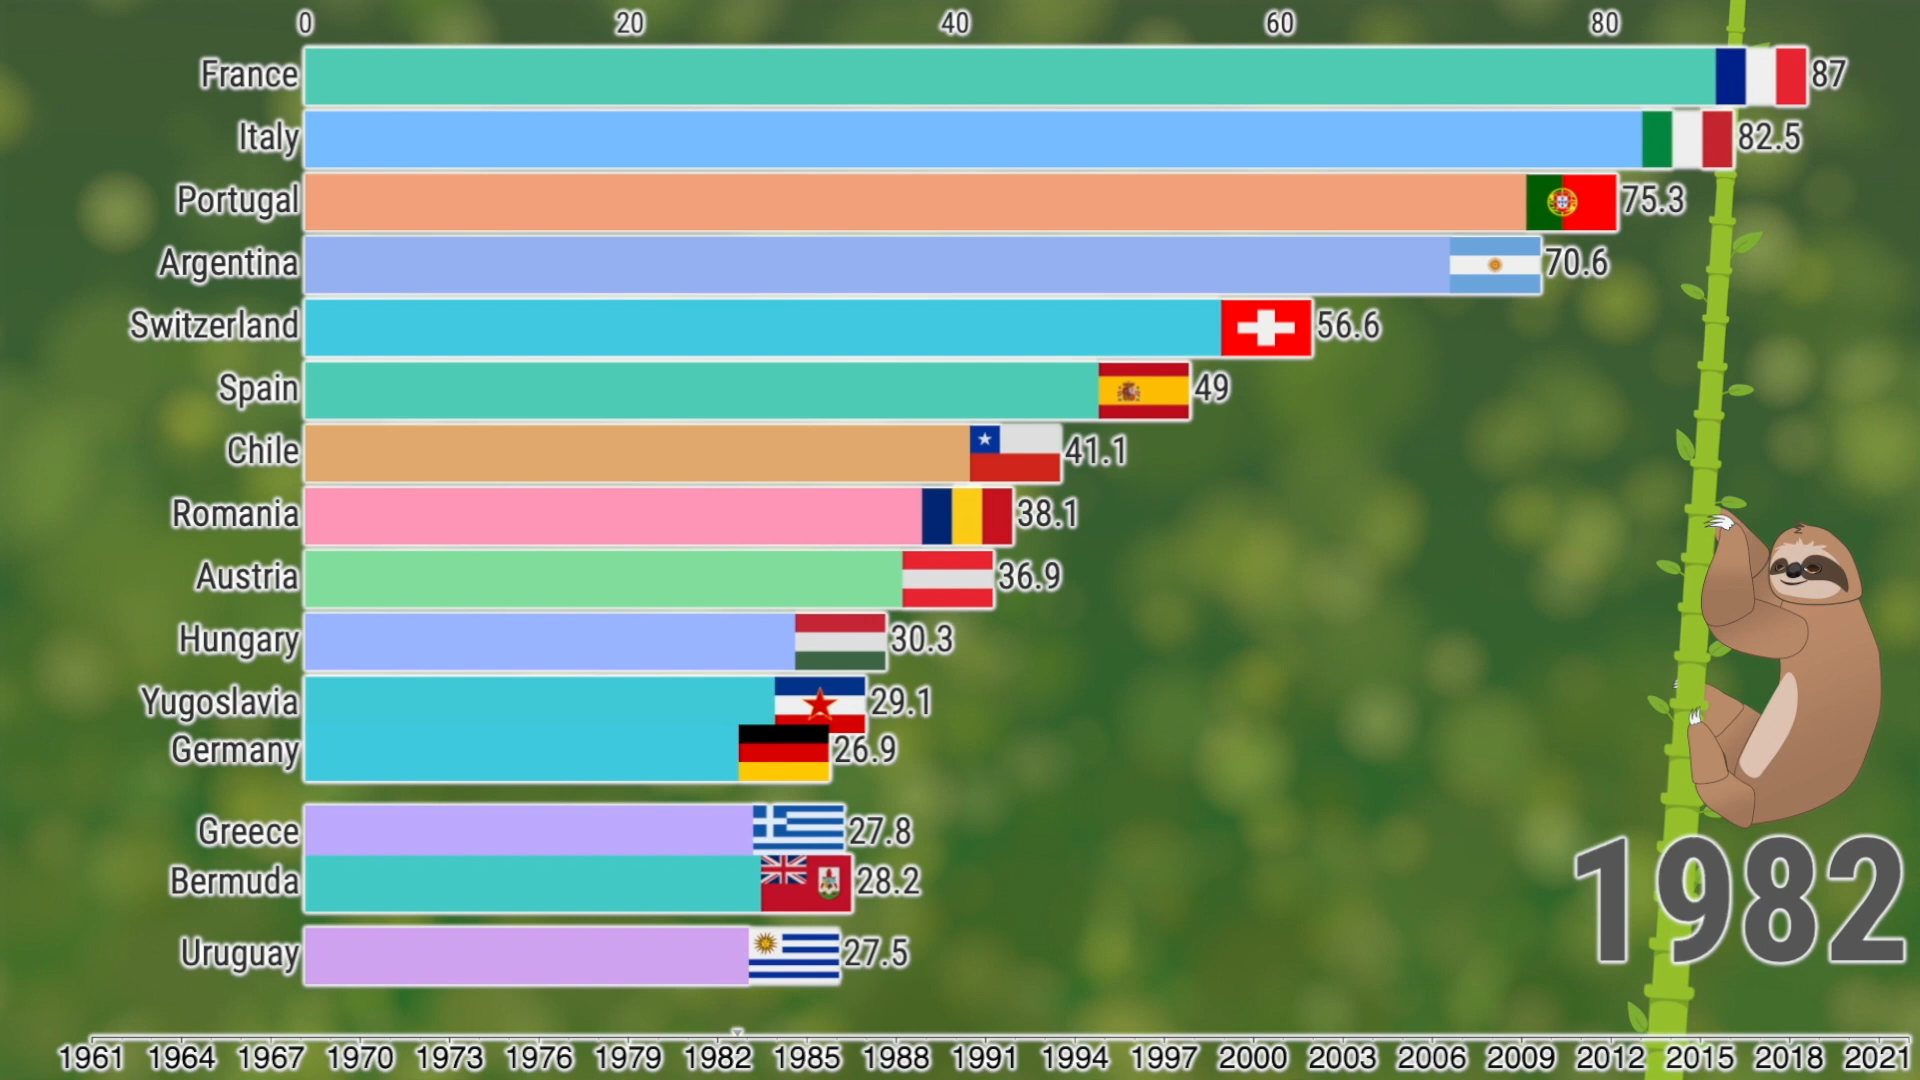 0 20 40 60 80
France 87
Italy 82.5
Portugal 75.3
Argentina 70.6
Switzerland 56.6
Spain 49
Chile 41.1
Romania 38.1
Austria 36.9
Hungary 30.3
Yugoslavia 29.1
Germany 26.9
Greece 27.8
Bermuda 28.2
Uruguay 27.5
1982
1961 1964 1967 1970 1973 1976 1979 1982 1985 1988 1991 1994 1997 2000 2003 2006 2009 2012 2015 2018 2021